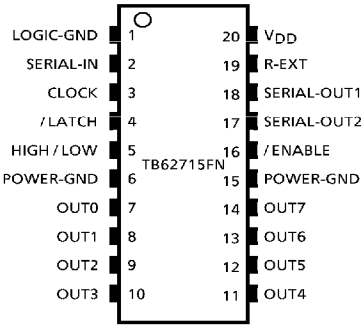 LOGIC-GND 1 20 VDD
SERIAL-IN 2 19 R-EXT
CLOCK 3 18 SERIAL-OUT1
/LATCH 4 17 SERIAL-OUT2
HIGH/LOW 5 16 /ENABLE
TB62715FN
POWER-GND 6 15 POWER-GND
OUT0 7 14 OUT7
OUT1 8 13 OUT6
OUT2 9 12 OUT5
OUT3 10 11 OUT4